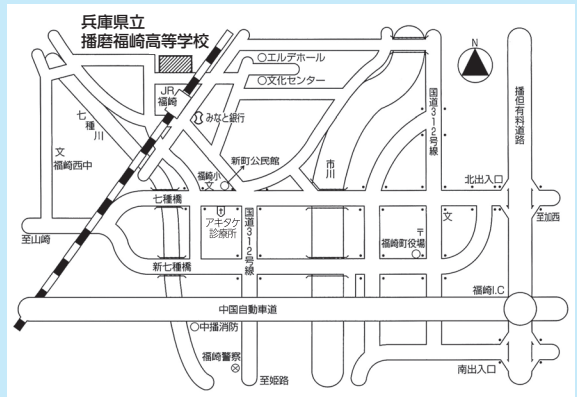 兵庫県立
播磨福崎高等学校
N
エルデホール
文化センター
JR
福崎
みなと銀行
国道312号線
播但有料道路
七種川
文
福崎西中
新町公民館
福崎小
文
市川
北出入口
七種橋
至加西
アキタケ
診療所
国道312号線
文
〒
福崎町役場
至山崎
新七種橋
福崎I.C
中国自動車道
中播消防
福崎警察
南出入口
至姫路